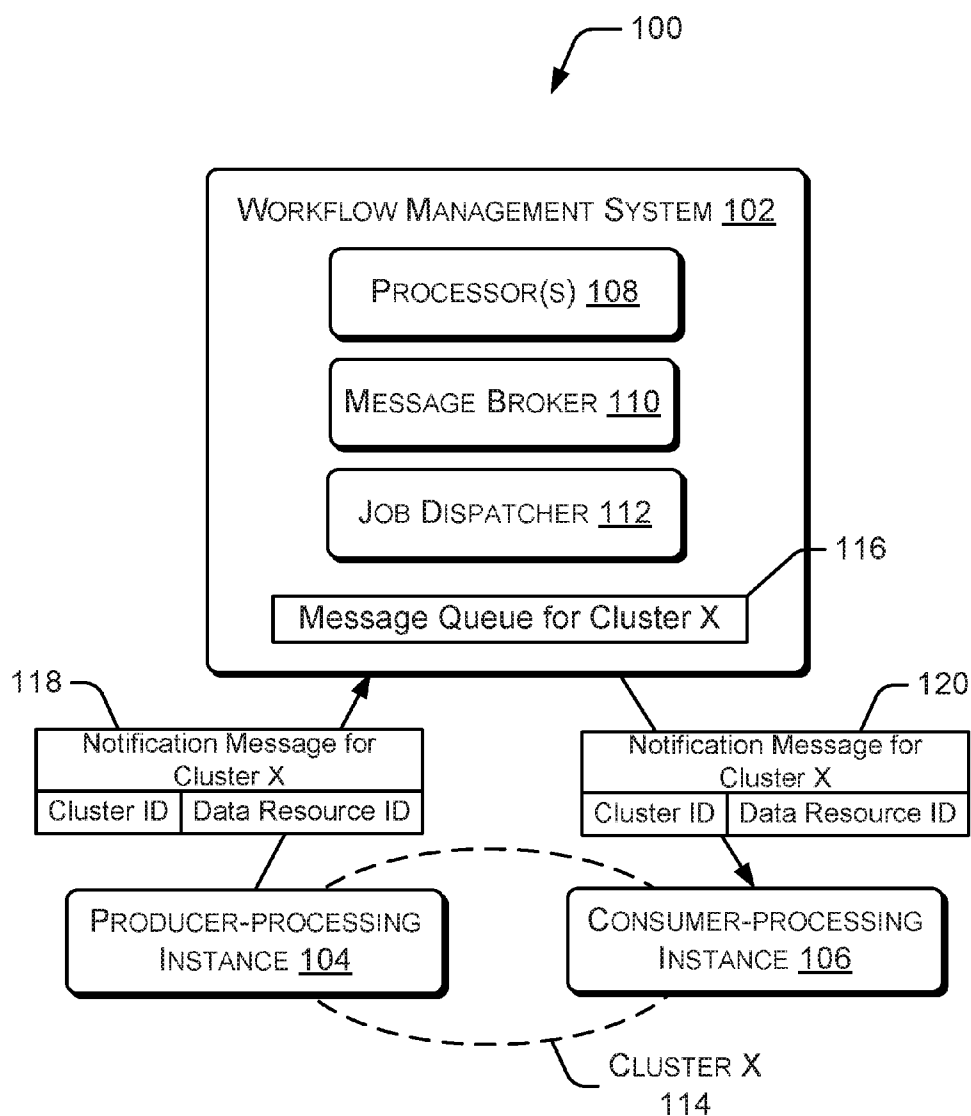 100
WORKFLOW MANAGEMENT SYSTEM 102
PROCESSOR(S) 108
MESSAGE BROKER 110
JOB DISPATCHER 112
116
Message Queue for Cluster X
118
120
Notification Message for
Cluster X
Cluster ID Data Resource ID
Notification Message for
Cluster X
Cluster ID Data Resource ID
PRODUCER-PROCESSING
INSTANCE 104
CONSUMER-PROCESSING
INSTANCE 106
CLUSTER X
114